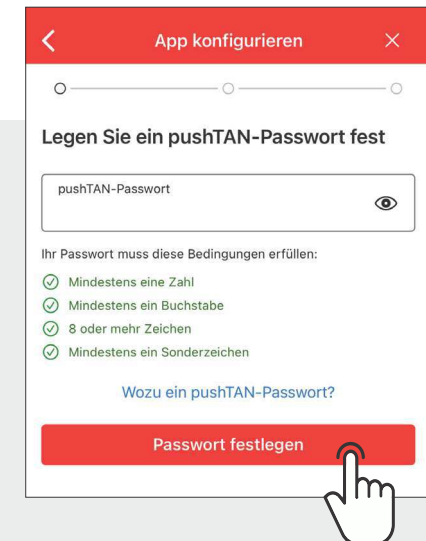 App konfigurieren
Legen Sie ein pushTAN-Passwort fest
pushTAN-Passwort
Ihr Passwort muss diese Bedingungen erfüllen:
Mindestens eine Zahl
Mindestens ein Buchstabe
8 oder mehr Zeichen
Mindestens ein Sonderzeichen
Wozu ein pushTAN-Passwort?
Passwort festlegen